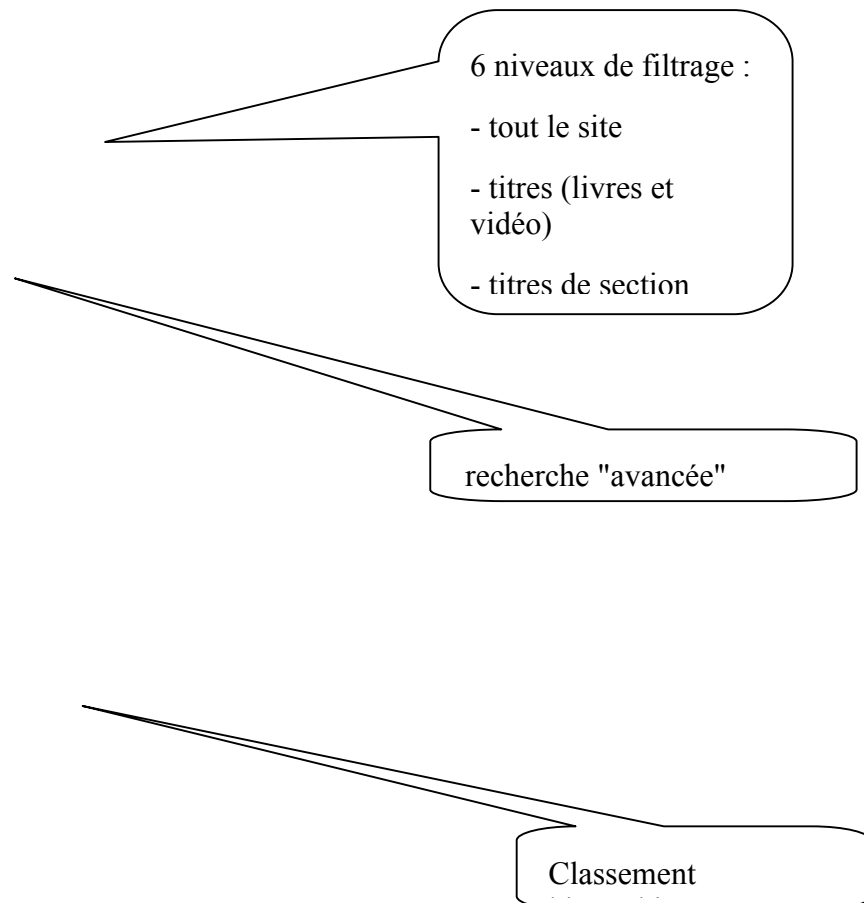 6 niveaux de filtrage :
- tout le site
- titres (livres et
vidéo)
- titres de section
recherche "avancée"
Classement